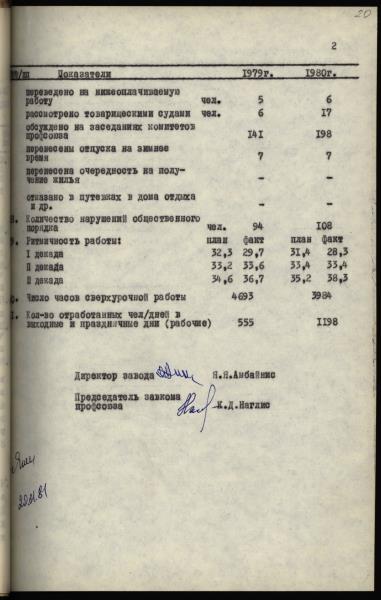 20
2
п/п Показатели 1979г. 1980г.
переведено на нижеоплачиваемую
работу чел. 5 6
рассмотрено товарищескими судами чел. 6 17
обсуждено на заседаниях комитетов
профсоюза 141 198
перенесены отпуска на зимнее
время 7 7
перенесена очередность на полу-
чение жилья - -
отказано в путевках в дома отдыха
и др. - -
8. Количество нарушений общественного
порядка чел. 94 108
9. Ритмичность работы: план факт план факт
I декада 32,3 29,7 31,4 28,3
II декада 33,2 33,6 33,4 33,4
III декада 34,6 36,7 35,2 38,3
Число часов сверхурочной работы 4693 3984
Кол-во отработанных чел/дней в
выходные и праздничные дни (рабочие) 555 1198
Директор завода Я.Я.Амбайнис
Председатель завкома
профсоюза К.Д.Наглис